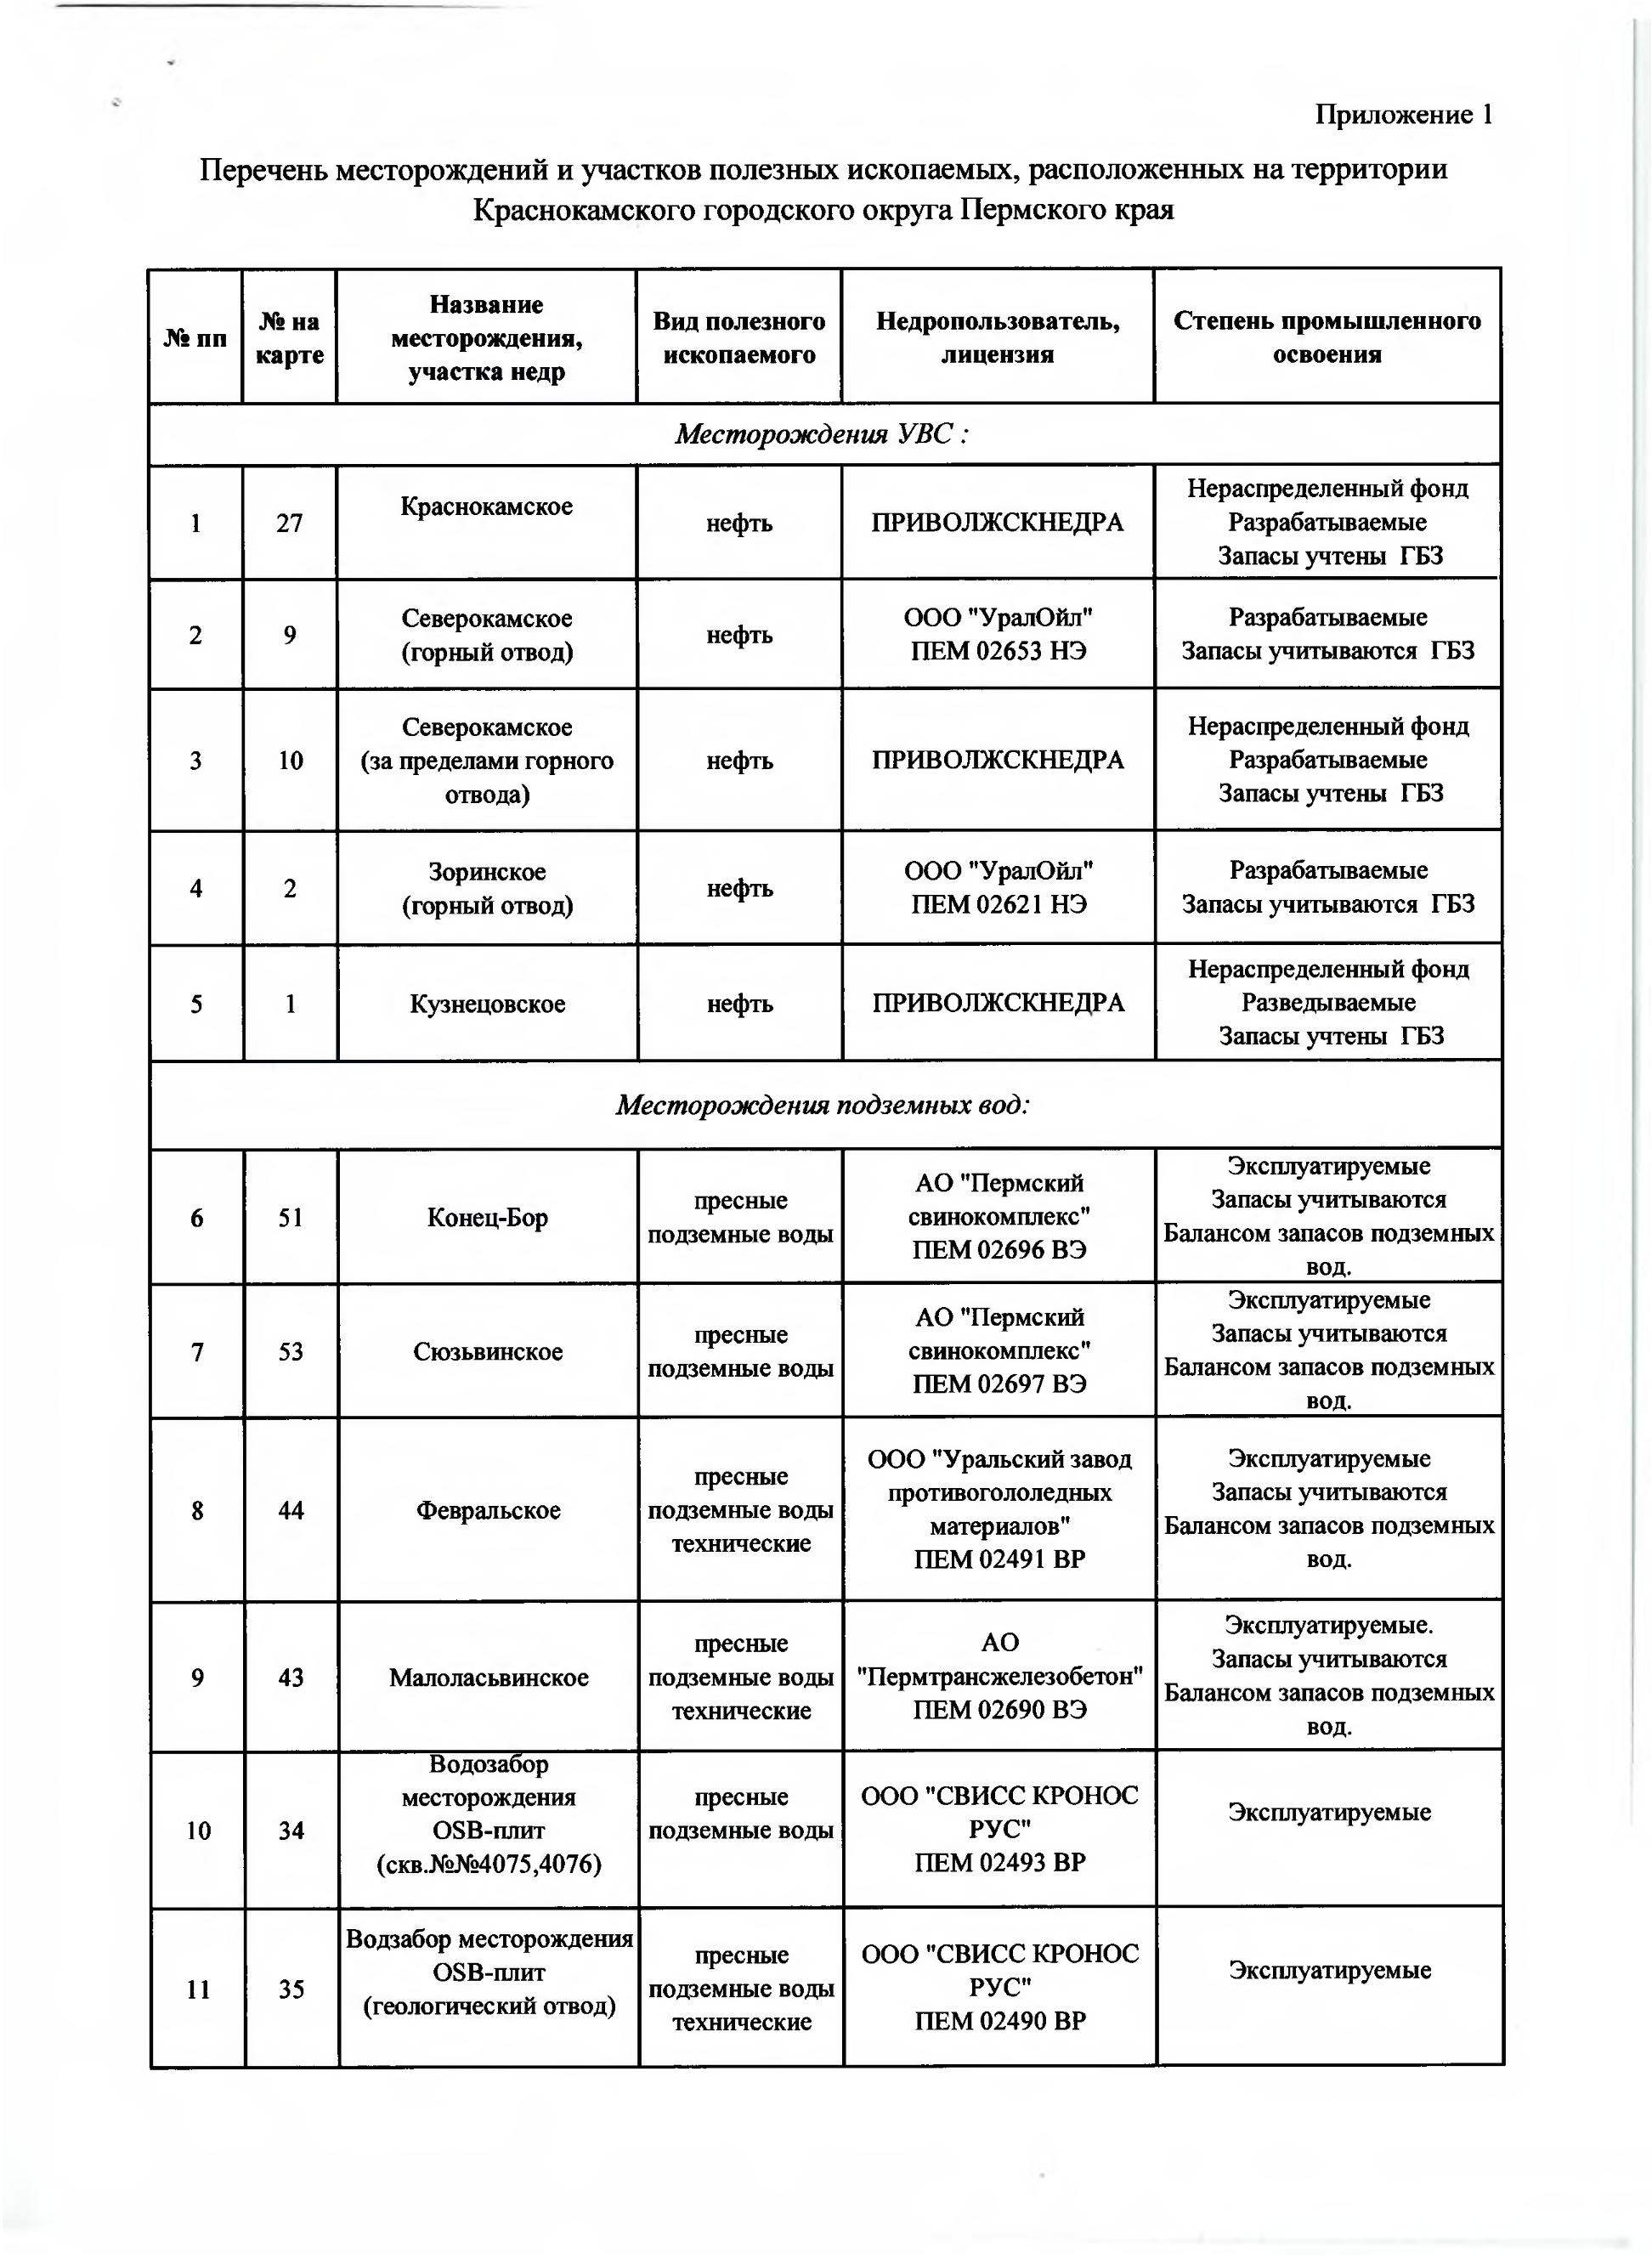 Приложение 1
Перечень месторождений и участков полезных ископаемых, расположенных на территории
Краснокамского городского округа Пермского края
№ пп
№ на
карте
Название
месторождения,
участка недр
Вид полезного
ископаемого
Недропользователь,
лицензия
Степень промышленного
освоения
Месторождения УВС :
1
27
Краснокамское
нефть
ПРИВОЛЖСКНЕДРА
Нераспределенный фонд
Разрабатываемые
Запасы учтены ГБЗ
2
9
Северокамское
(горный отвод)
нефть
ООО "УралОйл"
ПЕМ 02653 НЭ
Разрабатываемые
Запасы учитываются ГБЗ
3
10
Северокамское
(за пределами горного
отвода)
нефть
ПРИВОЛЖСКНЕДРА
Нераспределенный фонд
Разрабатываемые
Запасы учтены ГБЗ
4
2
Зоринское
(горный отвод)
нефть
ООО "УралОйл"
ПЕМ 02621 НЭ
Разрабатываемые
Запасы учитываются ГБЗ
5
1
Кузнецовское
нефть
ПРИВОЛЖСКНЕДРА
Нераспределенный фонд
Разведываемые
Запасы учтены ГБЗ
Месторождения подземных вод:
6
51
Конец-Бор
пресные
подземные воды
АО "Пермский
свинокомплекс"
ПЕМ 02696 ВЭ
Эксплуатируемые
Запасы учитываются
Балансом запасов подземных
вод.
7
53
Сюзьвинское
пресные
подземные воды
АО "Пермский
свинокомплекс"
ПЕМ 02697 ВЭ
Эксплуатируемые
Запасы учитываются
Балансом запасов подземных
вод.
8
44
Февральское
пресные
подземные воды
технические
ООО "Уральский завод
противогололедных
материалов"
ПЕМ 02491 ВР
Эксплуатируемые
Запасы учитываются
Балансом запасов подземных
вод.
9
43
Малоласьвинское
пресные
подземные воды
технические
АО
"Пермтрансжелезобетон"
ПЕМ 02690 ВЭ
Эксплуатируемые.
Запасы учитываются
Балансом запасов подземных
вод.
10
34
Водозабор
месторождения
OSB-плит
(скв.№№4075,4076)
пресные
подземные воды
ООО "СВИСС КРОНОС
РУС"
ПЕМ 02493 ВР
Эксплуатируемые
11
35
Водзабор месторождения
OSB-плит
(геологический отвод)
пресные
подземные воды
технические
ООО "СВИСС КРОНОС
РУС"
ПЕМ 02490 ВР
Эксплуатируемые